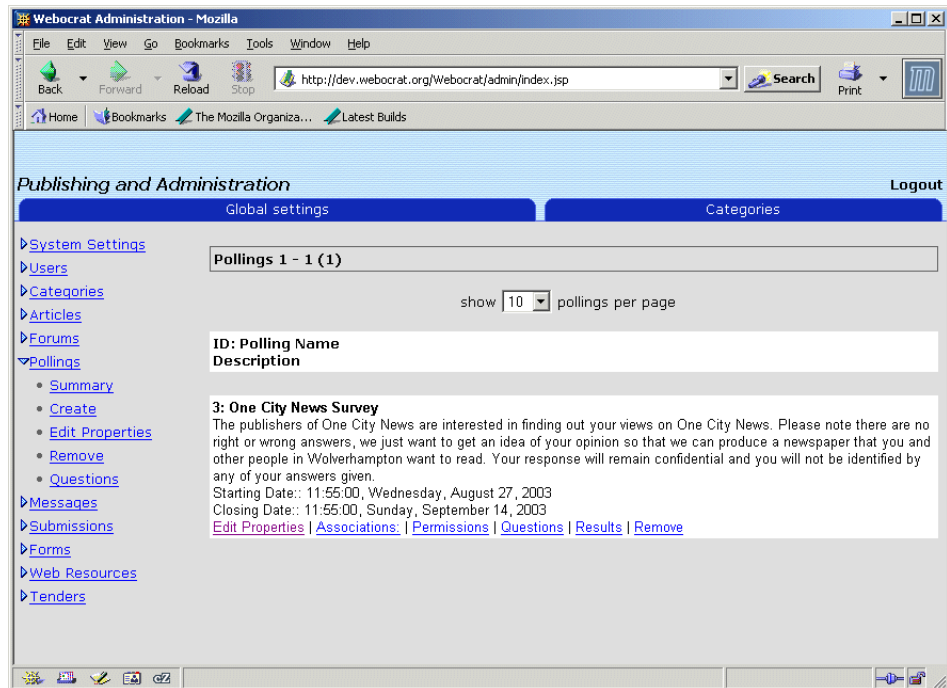 Webocrat Administration - Mozilla
File Edit View Go Bookmarks Tools Window Help
Back Forward Reload Stop http://dev.webocrat.org/Webocrat/admin/index.jsp Search Print
Home Bookmarks The Mozilla Organiza... Latest Builds
Publishing and Administration Logout
Global settings Categories
System Settings
Users
Categories
Articles
Forums
Pollings
Summary
Create
Edit Properties
Remove
Questions
Messages
Submissions
Forms
Web Resources
Tenders
Pollings 1 - 1 (1)
show 10 pollings per page
ID: Polling Name
Description
3: One City News Survey
The publishers of One City News are interested in finding out your views on One City News. Please note there are no
right or wrong answers, we just want to get an idea of your opinion so that we can produce a newspaper that you and
other people in Wolverhampton want to read. Your response will remain confidential and you will not be identified by
any of your answers given.
Starting Date:: 11:55:00, Wednesday, August 27, 2003
Closing Date:: 11:55:00, Sunday, September 14, 2003
Edit Properties | Associations: | Permissions | Questions | Results | Remove